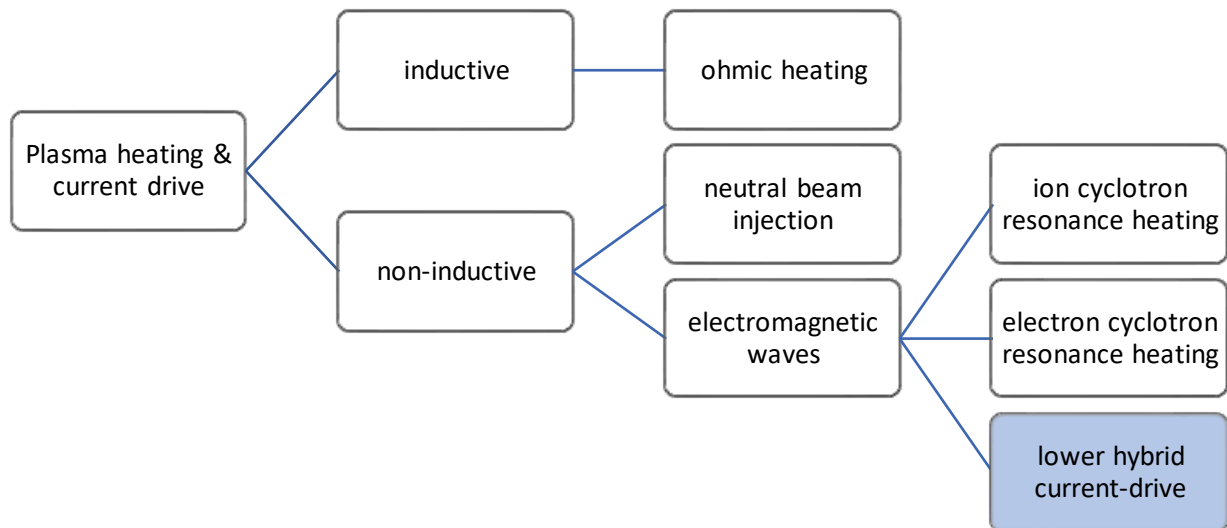 Plasma heating &
current drive
inductive
ohmic heating
non-inductive
neutral beam
injection
electromagnetic
waves
ion cyclotron
resonance heating
electron cyclotron
resonance heating
lower hybrid
current-drive